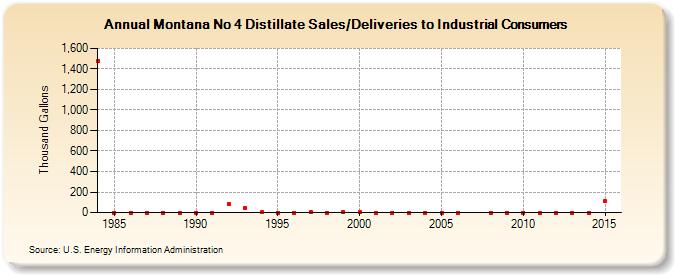 Annual Montana No 4 Distillate Sales/Deliveries to Industrial Consumers
Thousand Gallons
1,600
1,400
1,200
1,000
800
600
400
200
0
1985 1990 1995 2000 2005 2010 2015
Source: U.S. Energy Information Administration